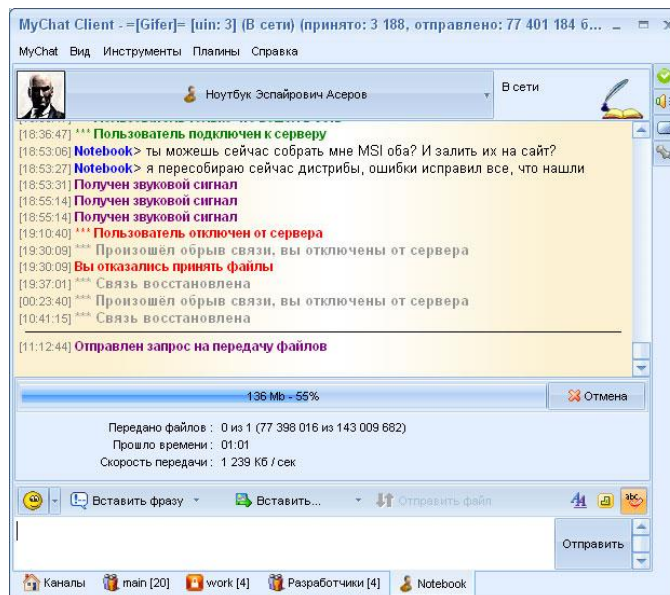 MyChat Client - =[Gifer]= [uin: 3] (В сети) (принято: 3 188, отправлено: 77 401 184 б...
MyChat Вид Инструменты Плагины Справка
Ноутбук Эспайрович Асеров
В сети
[18:36:47] *** Пользователь подключен к серверу
[18:53:06] Notebook> ты можешь сейчас собрать мне MSI оба? И залить их на сайт?
[18:53:27] Notebook> я пересобираю сейчас дистрибы, ошибки исправил все, что нашли
[18:53:31] Получен звуковой сигнал
[18:55:14] Получен звуковой сигнал
[18:55:14] Получен звуковой сигнал
[19:10:40] *** Пользователь отключен от сервера
[19:30:09] *** Произошёл обрыв связи, вы отключены от сервера
[19:30:09] Вы отказались принять файлы
[19:37:01] *** Связь восстановлена
[00:23:40] *** Произошёл обрыв связи, вы отключены от сервера
[10:41:15] *** Связь восстановлена
[11:12:44] Отправлен запрос на передачу файлов
136 Mb - 55%
Отмена
Передано файлов : 0 из 1 (77 398 016 из 143 009 682)
Прошло времени : 01:01
Скорость передачи : 1 239 Кб / сек
Вставить фразу Вставить... Отправить файл
Отправить
Каналы main [20] work [4] Разработчики [4] Notebook